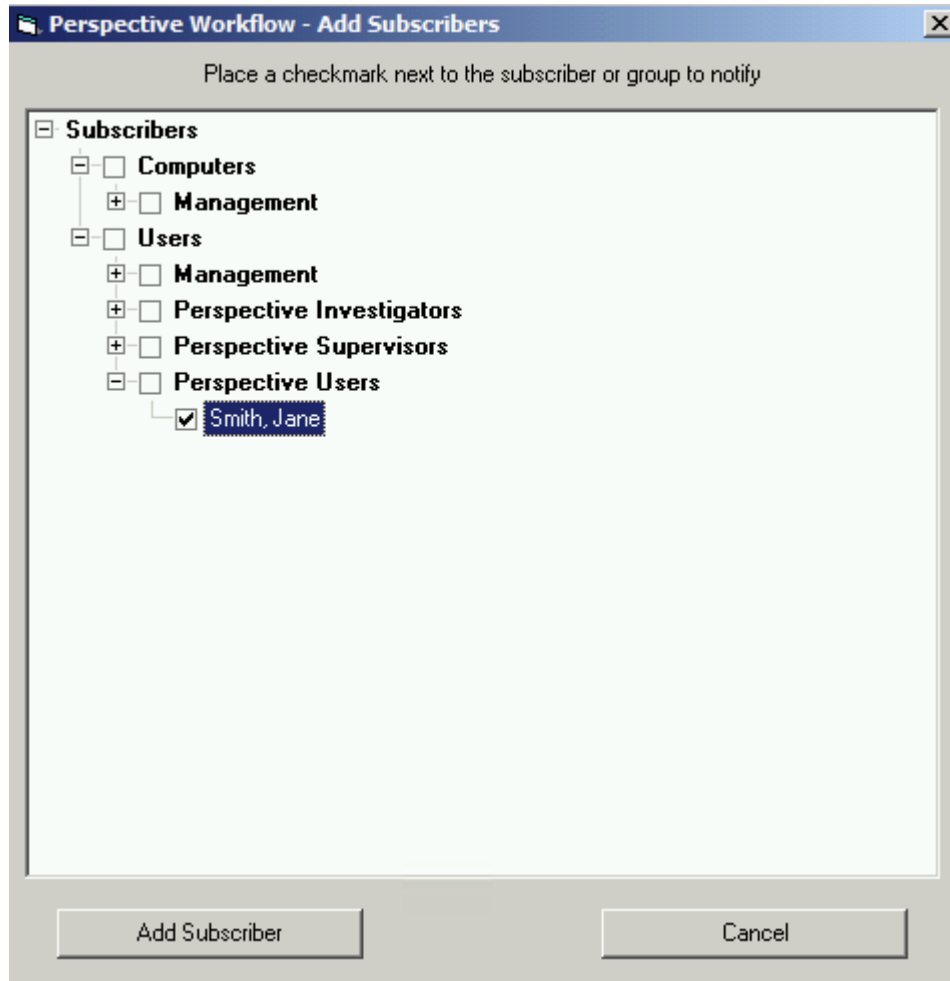 Perspective Workflow - Add Subscribers
Place a checkmark next to the subscriber or group to notify
Subscribers
Computers
Management
Users
Management
Perspective Investigators
Perspective Supervisors
Perspective Users
Smith, Jane
Add Subscriber
Cancel